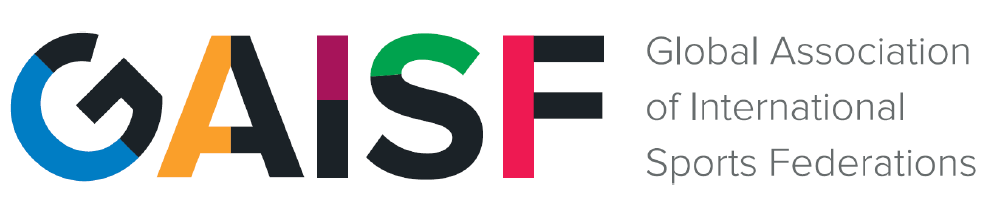 GAISF
Global Association
of International
Sports Federations